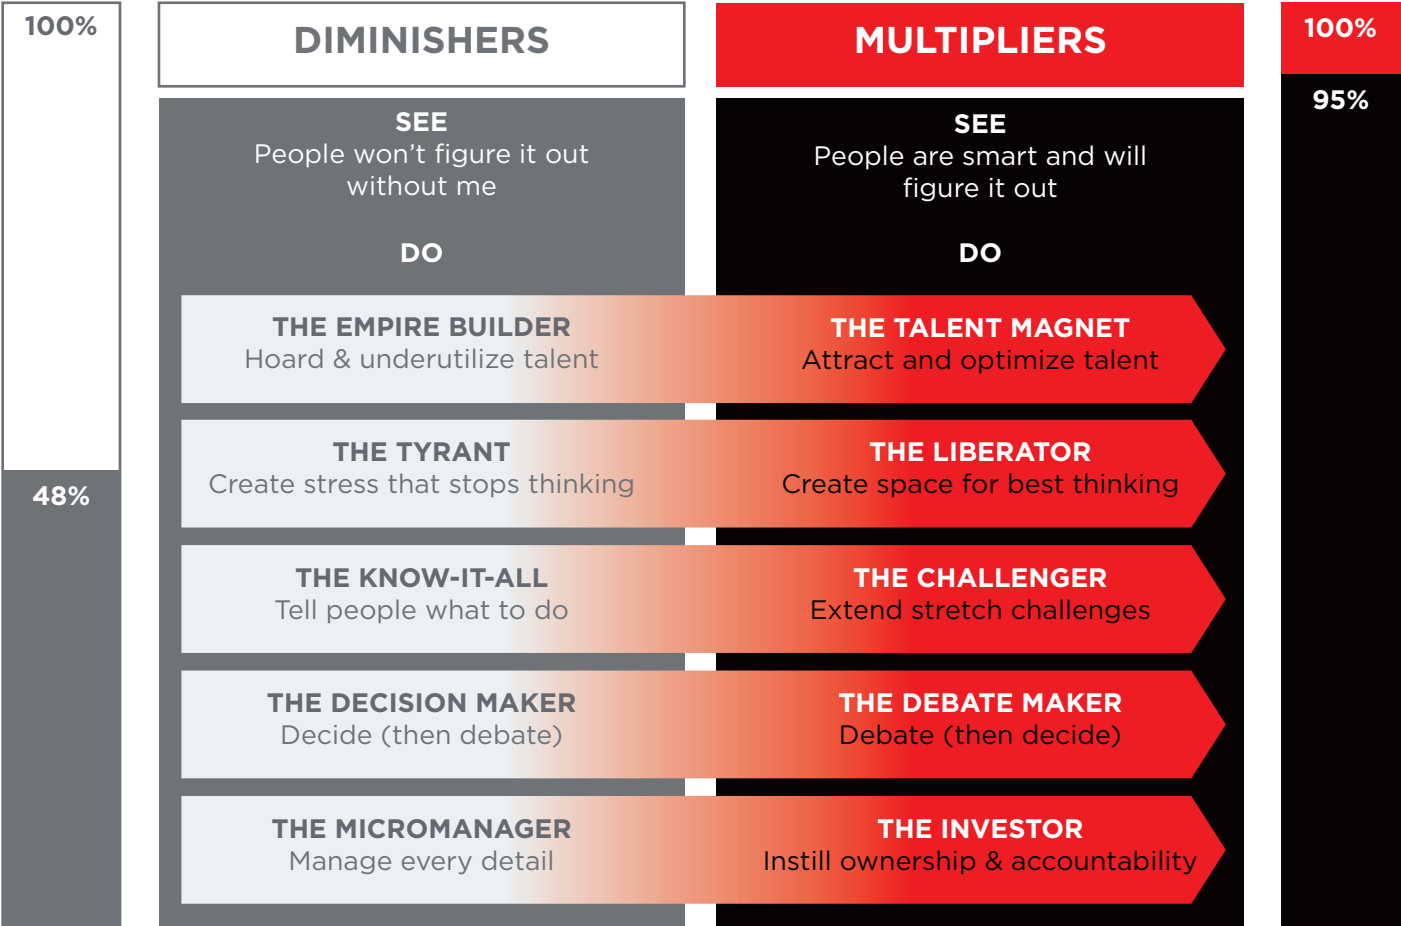 100%
48%
DIMINISHERS
SEE
People won’t figure it out
without me
DO
THE EMPIRE BUILDER
Hoard & underutilize talent
THE TYRANT
Create stress that stops thinking
THE KNOW-IT-ALL
Tell people what to do
THE DECISION MAKER
Decide (then debate)
THE MICROMANAGER
Manage every detail
MULTIPLIERS
SEE
People are smart and will
figure it out
DO
THE TALENT MAGNET
Attract and optimize talent
THE LIBERATOR
Create space for best thinking
THE CHALLENGER
Extend stretch challenges
THE DEBATE MAKER
Debate (then decide)
THE INVESTOR
Instill ownership & accountability
100%
95%